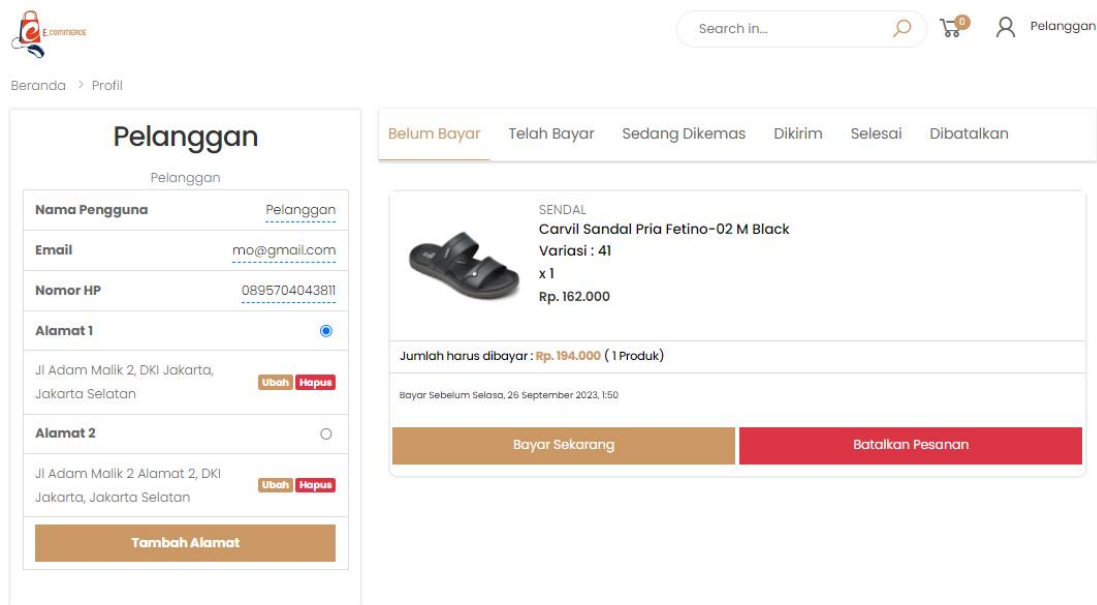 E.COMMERCE
Search in...
0
Pelanggan
Beranda > Profil
Pelanggan
Pelanggan
Nama Pengguna Pelanggan
Email mo@gmail.com
Nomor HP 0895704043811
Alamat 1
Jl Adam Malik 2, DKI Jakarta,
Jakarta Selatan
Ubah Hapus
Alamat 2
Jl Adam Malik 2 Alamat 2, DKI
Jakarta, Jakarta Selatan
Ubah Hapus
Tambah Alamat
Belum Bayar Telah Bayar Sedang Dikemas Dikirim Selesai Dibatalkan
SENDAL
Carvil Sandal Pria Fetino-02 M Black
Variasi : 41
x 1
Rp. 162.000
Jumlah harus dibayar : Rp. 194.000 ( 1 Produk)
Bayar Sebelum Selasa, 26 September 2023, 1:50
Bayar Sekarang Batalkan Pesanan